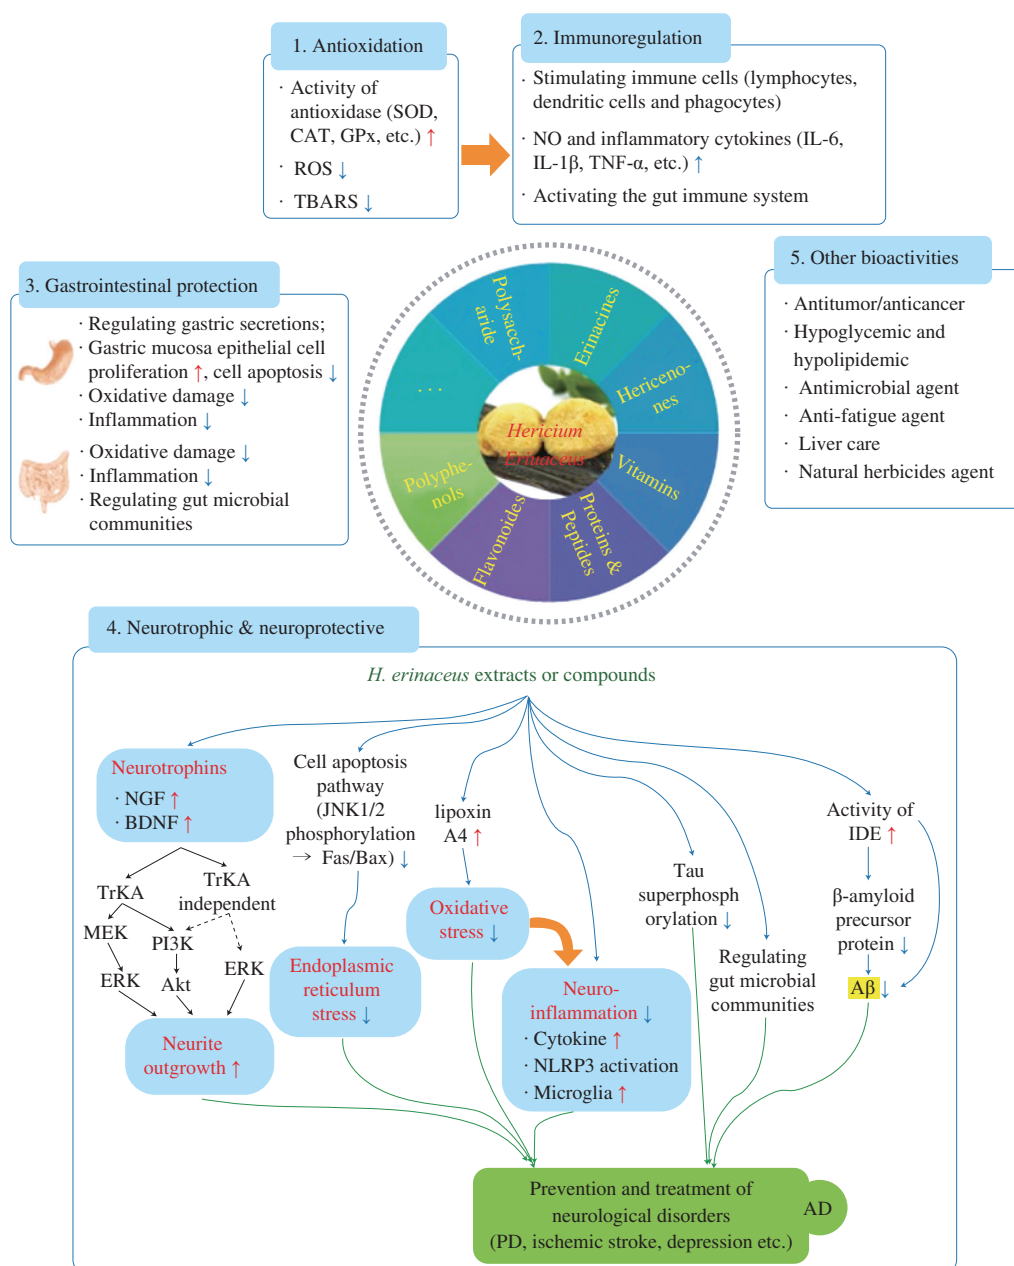 1. Antioxidation
· Activity of
antioxidase (SOD,
CAT, GPx, etc.) ↑
· ROS ↓
· TBARS ↓
2. Immunoregulation
· Stimulating immune cells (lymphocytes,
dendritic cells and phagocytes)
· NO and inflammatory cytokines (IL-6,
IL-1β, TNF-α, etc.) ↑
· Activating the gut immune system
3. Gastrointestinal protection
· Regulating gastric secretions;
· Gastric mucosa epithelial cell
proliferation ↑, cell apoptosis ↓
· Oxidative damage ↓
· Inflammation ↓
· Oxidative damage ↓
· Inflammation ↓
· Regulating gut microbial
communities
Polysacch-
aride
Erinacines
Hericeno-
nes
Vitamins
Proteins &
Peptides
Flavonoides
Polyphe-
nols
...
Hericium
Eriuaceus
5. Other bioactivities
· Antitumor/anticancer
· Hypoglycemic and
hypolipidemic
· Antimicrobial agent
· Anti-fatigue agent
· Liver care
· Natural herbicides agent
4. Neurotrophic & neuroprotective
H. erinaceus extracts or compounds
Neurotrophins
· NGF ↑
· BDNF ↑
TrKA
TrKA
independent
MEK
PI3K
ERK
Akt
ERK
Neurite
outgrowth ↑
Cell apoptosis
pathway
(JNK1/2
phosphorylation
→ Fas/Bax) ↓
Endoplasmic
reticulum
stress ↓
lipoxin
A4 ↑
Oxidative
stress ↓
Neuro-
inflammation ↓
· Cytokine ↑
· NLRP3 activation
· Microglia ↑
Tau
superphosph
orylation ↓
Regulating
gut microbial
communities
Activity of
IDE ↑
β-amyloid
precursor
protein ↓
Aβ ↓
Prevention and treatment of
neurological disorders
(PD, ischemic stroke, depression etc.)
AD